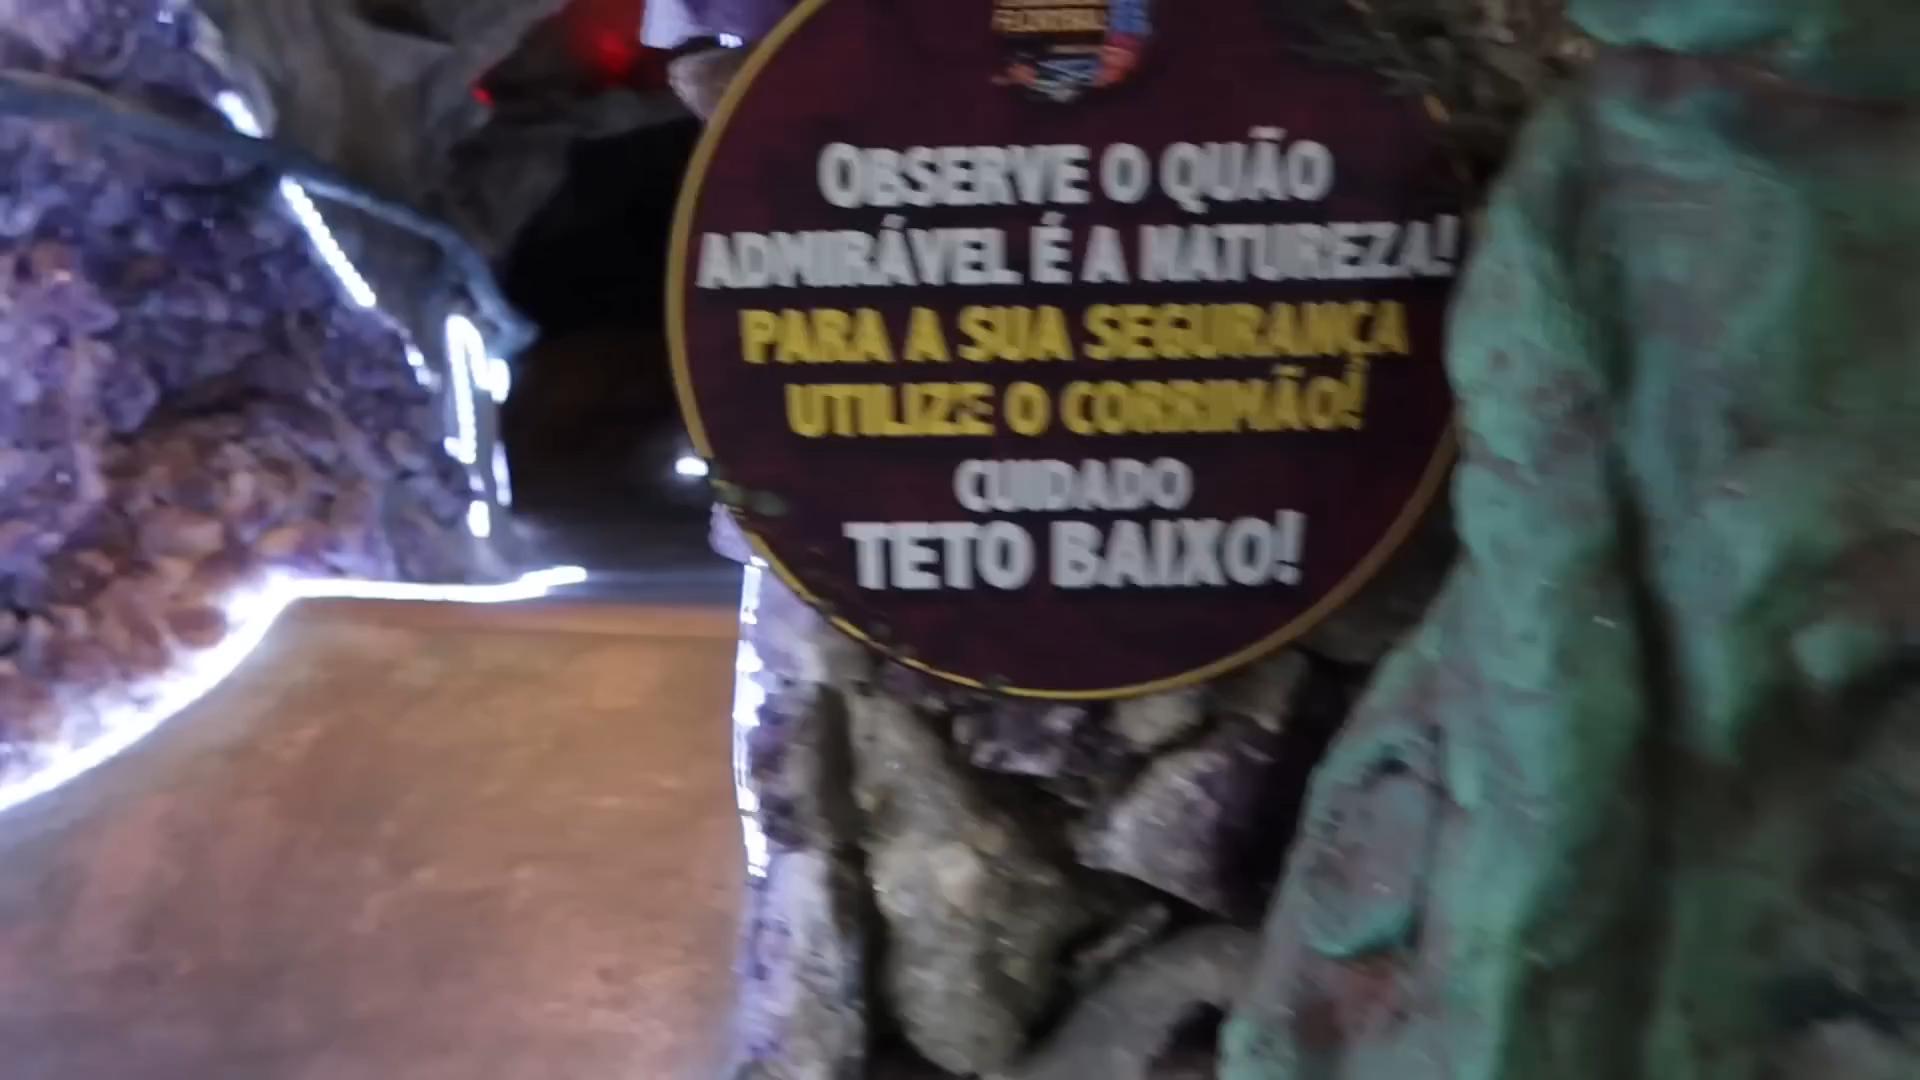 OBSERVE O QUÃO
ADMIRÁVEL É A NATUREZA!
PARA A SUA SEGURANÇA
UTILIZE O CORRIMÃO!
CUIDADO
TETO BAIXO!